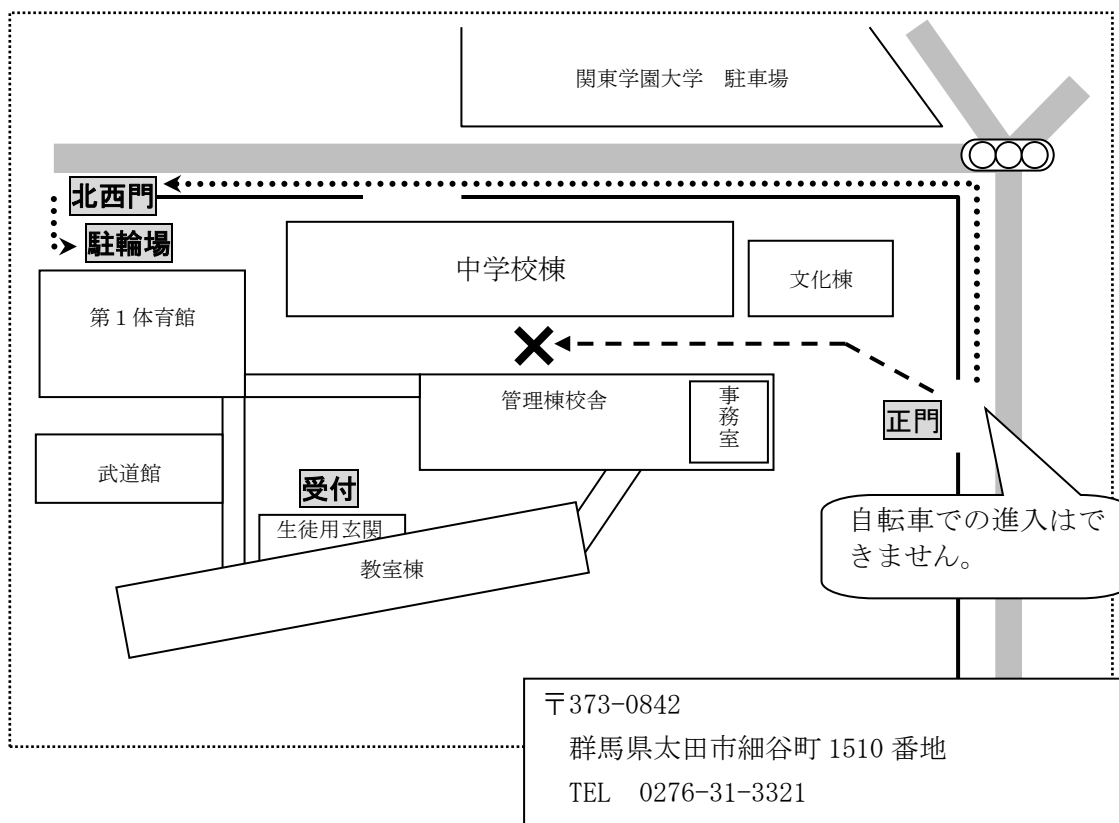 関東学園大学　駐車場
北西門
駐輪場
中学校棟
文化棟
第１体育館
管理棟校舎
事務室
正門
武道館
受付
生徒用玄関
教室棟
自転車での進入はで
きません。
〒373-0842
群馬県太田市細谷町 1510 番地
TEL　0276-31-3321